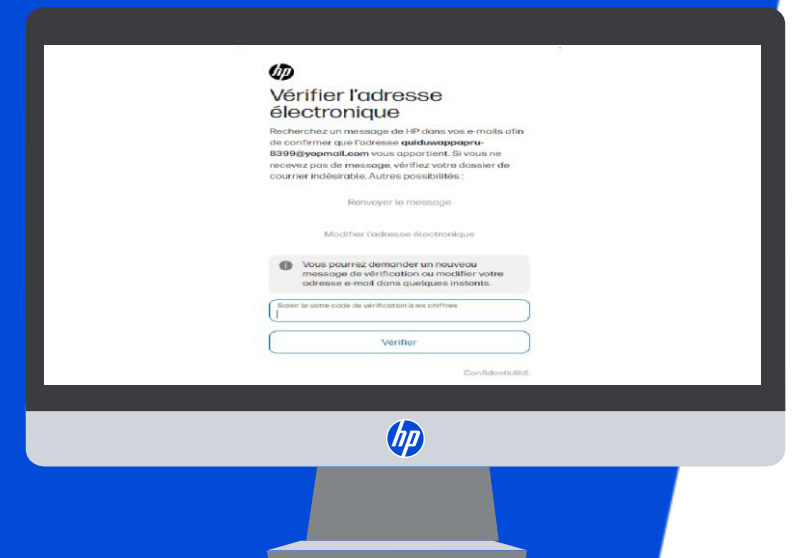 hp
Vérifier l'adresse
électronique
Recherchez un message de HP dans vos e-mails afin
de confirmer que l'adresse quiduwappapru-
8399@yopmail.com vous appartient. Si vous ne
recevez pas de message, vérifiez votre dossier de
courrier indésirable. Autres possibilités :
Renvoyer le message
Modifier l'adresse électronique
Vous pourrez demander un nouveau
message de vérification ou modifier votre
adresse e-mail dans quelques instants.
Saisir le votre code de vérification à six chiffres
Vérifier
Confidentialité
hp